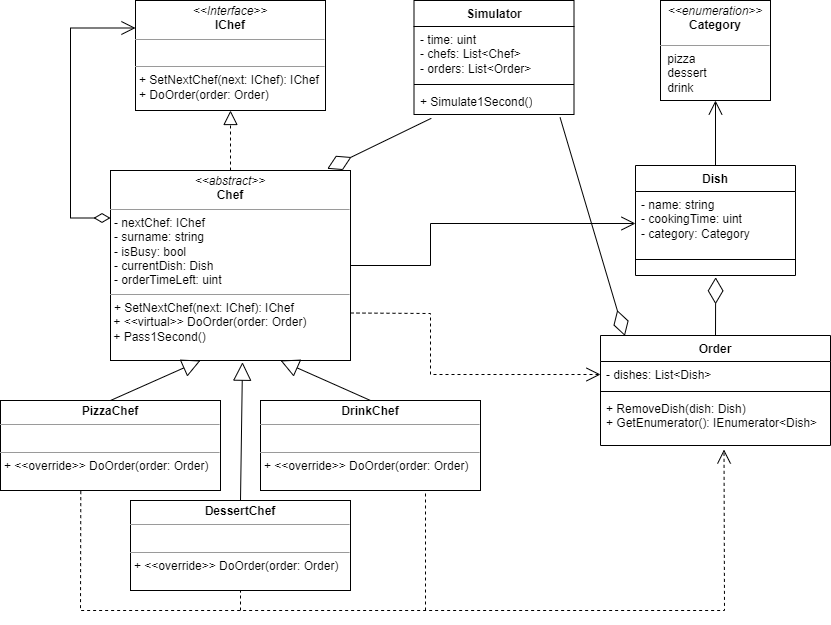 <<Interface>>
IChef
+ SetNextChef(next: IChef): IChef
+ DoOrder(order: Order)
Simulator
- time: uint
- chefs: List<Chef>
- orders: List<Order>
+ Simulate1Second()
<<enumeration>>
Category
pizza
dessert
drink
<<abstract>>
Chef
- nextChef: IChef
- surname: string
- isBusy: bool
- currentDish: Dish
- orderTimeLeft: uint
+ SetNextChef(next: IChef): IChef
+ <<virtual>> DoOrder(order: Order)
+ Pass1Second()
Dish
- name: string
- cookingTime: uint
- category: Category
Order
- dishes: List<Dish>
+ RemoveDish(dish: Dish)
+ GetEnumerator(): IEnumerator<Dish>
PizzaChef
+ <<override>> DoOrder(order: Order)
DrinkChef
+ <<override>> DoOrder(order: Order)
DessertChef
+ <<override>> DoOrder(order: Order)